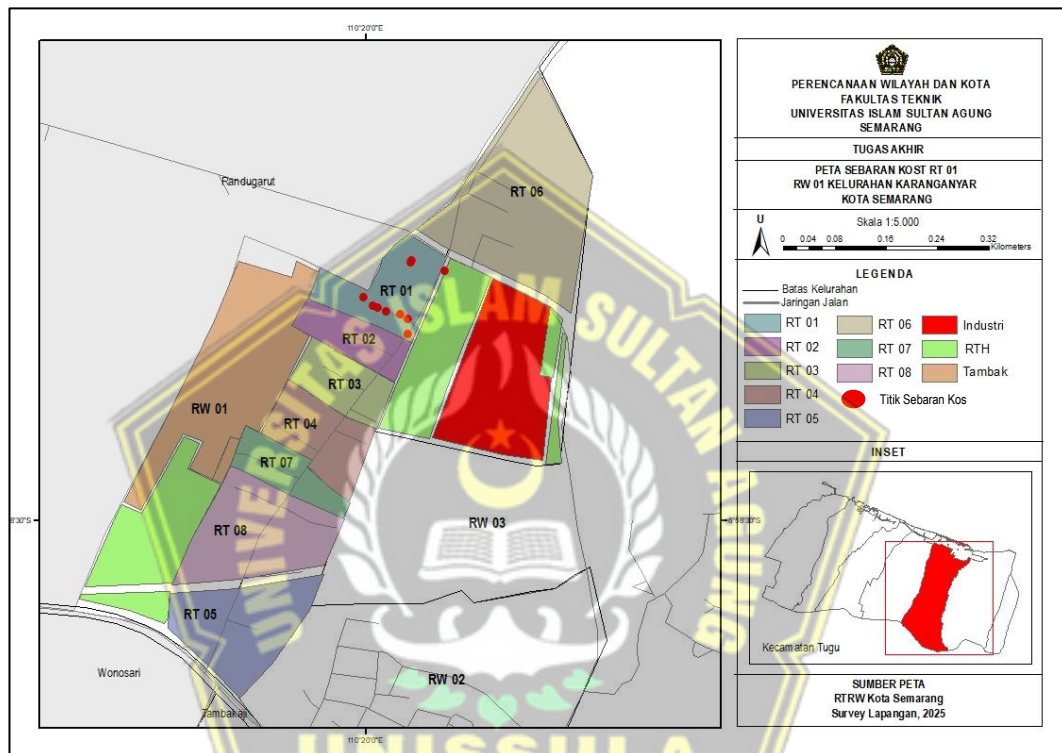 110°20'0"E
Randugarut
RT 06
RT 01
RT 02
RT 03
RW 01
RT 04
RT 07
RT 08
RW 03
RT 05
Wonosari
RW 02
110°20'0"E
UNIVERSITAS ISLAM SULTAN AGUNG
UNISSULA
PERENCANAAN WILAYAH DAN KOTA
FAKULTAS TEKNIK
UNIVERSITAS ISLAM SULTAN AGUNG
SEMARANG
TUGAS AKHIR
PETA SEBARAN KOST RT 01
RW 01 KELURAHAN KARANGANYAR
KOTA SEMARANG
U
Skala 1:5.000
0 0.04 0.08 0.16 0.24 0.32
Kilometers
LEGENDA
Batas Kelurahan
Jaringan Jalan
RT 01
RT 02
RT 03
RT 04
RT 05
RT 06
RT 07
RT 08
Industri
RTH
Tambak
Titik Sebaran Kos
INSET
Kecamatan Tugu
SUMBER PETA
RTRW Kota Semarang
Survey Lapangan, 2025